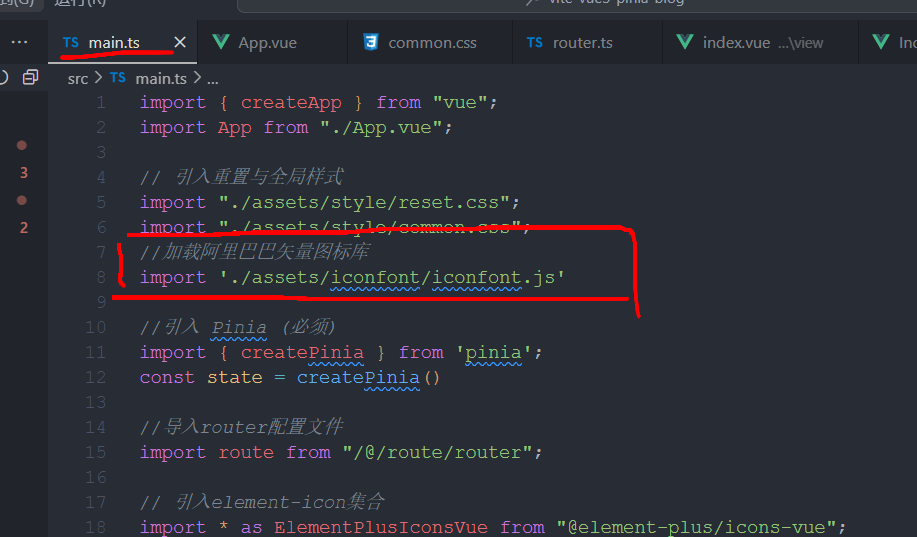 运行(R)
vite-vue3-pinia-blog
TS main.ts App.vue common.css TS router.ts index.vue ...\view
src > TS main.ts > ...
1 import { createApp } from "vue";
2 import App from "./App.vue";
3
4 // 引入重置与全局样式
5 import "./assets/style/reset.css";
6 import "./assets/style/common.css";
7 //加载阿里巴巴矢量图标库
8 import './assets/iconfont/iconfont.js'
9
10 //引入 Pinia (必须)
11 import { createPinia } from 'pinia';
12 const state = createPinia()
13
14 //导入router配置文件
15 import route from "/@/route/router";
16
17 // 引入element-icon集合
18 import * as ElementPlusIconsVue from "@element-plus/icons-vue";
3
2